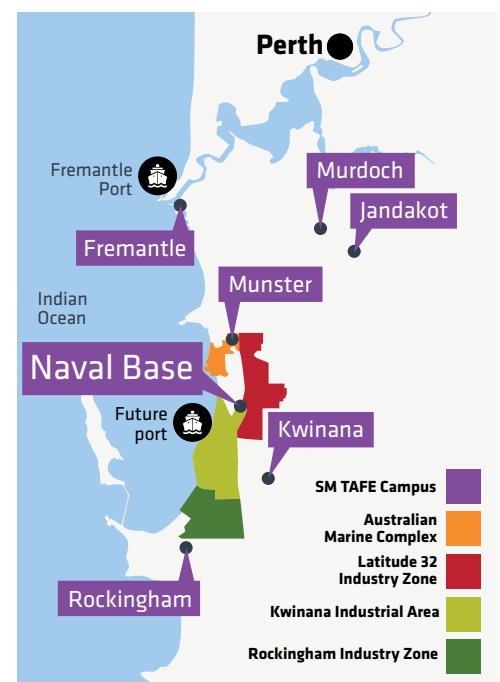 Perth
Fremantle
Port
Murdoch
Jandakot
Fremantle
Munster
Indian
Ocean
Naval Base
Future
port
Kwinana
SM TAFE Campus
Australian
Marine Complex
Latitude 32
Industry Zone
Rockingham
Kwinana Industrial Area
Rockingham Industry Zone